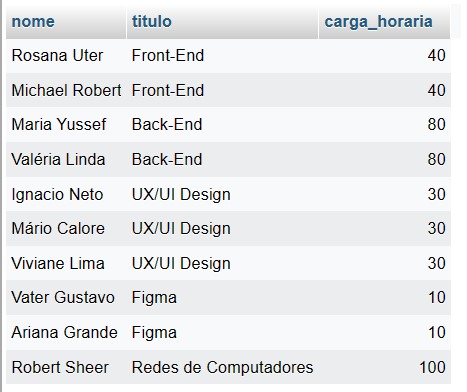 nome titulo carga_horaria
Rosana Uter Front-End 40
Michael Robert Front-End 40
Maria Yussef Back-End 80
Valéria Linda Back-End 80
Ignacio Neto UX/UI Design 30
Mário Calore UX/UI Design 30
Viviane Lima UX/UI Design 30
Vater Gustavo Figma 10
Ariana Grande Figma 10
Robert Sheer Redes de Computadores 100